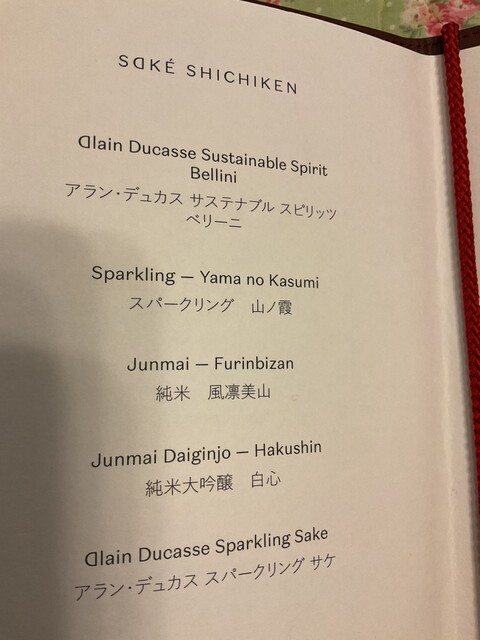 SAKÉ SHICHIKEN
Alain Ducasse Sustainable Spirit
Bellini
アラン・デュカス サステナブル スピリッツ
ベリーニ
Sparkling — Yama no Kasumi
スパークリング 山ノ霞
Junmai — Furinbizan
純米 風凛美山
Junmai Daiginjo — Hakushin
純米大吟醸 白心
Alain Ducasse Sparkling Sake
アラン・デュカス スパークリング サケ